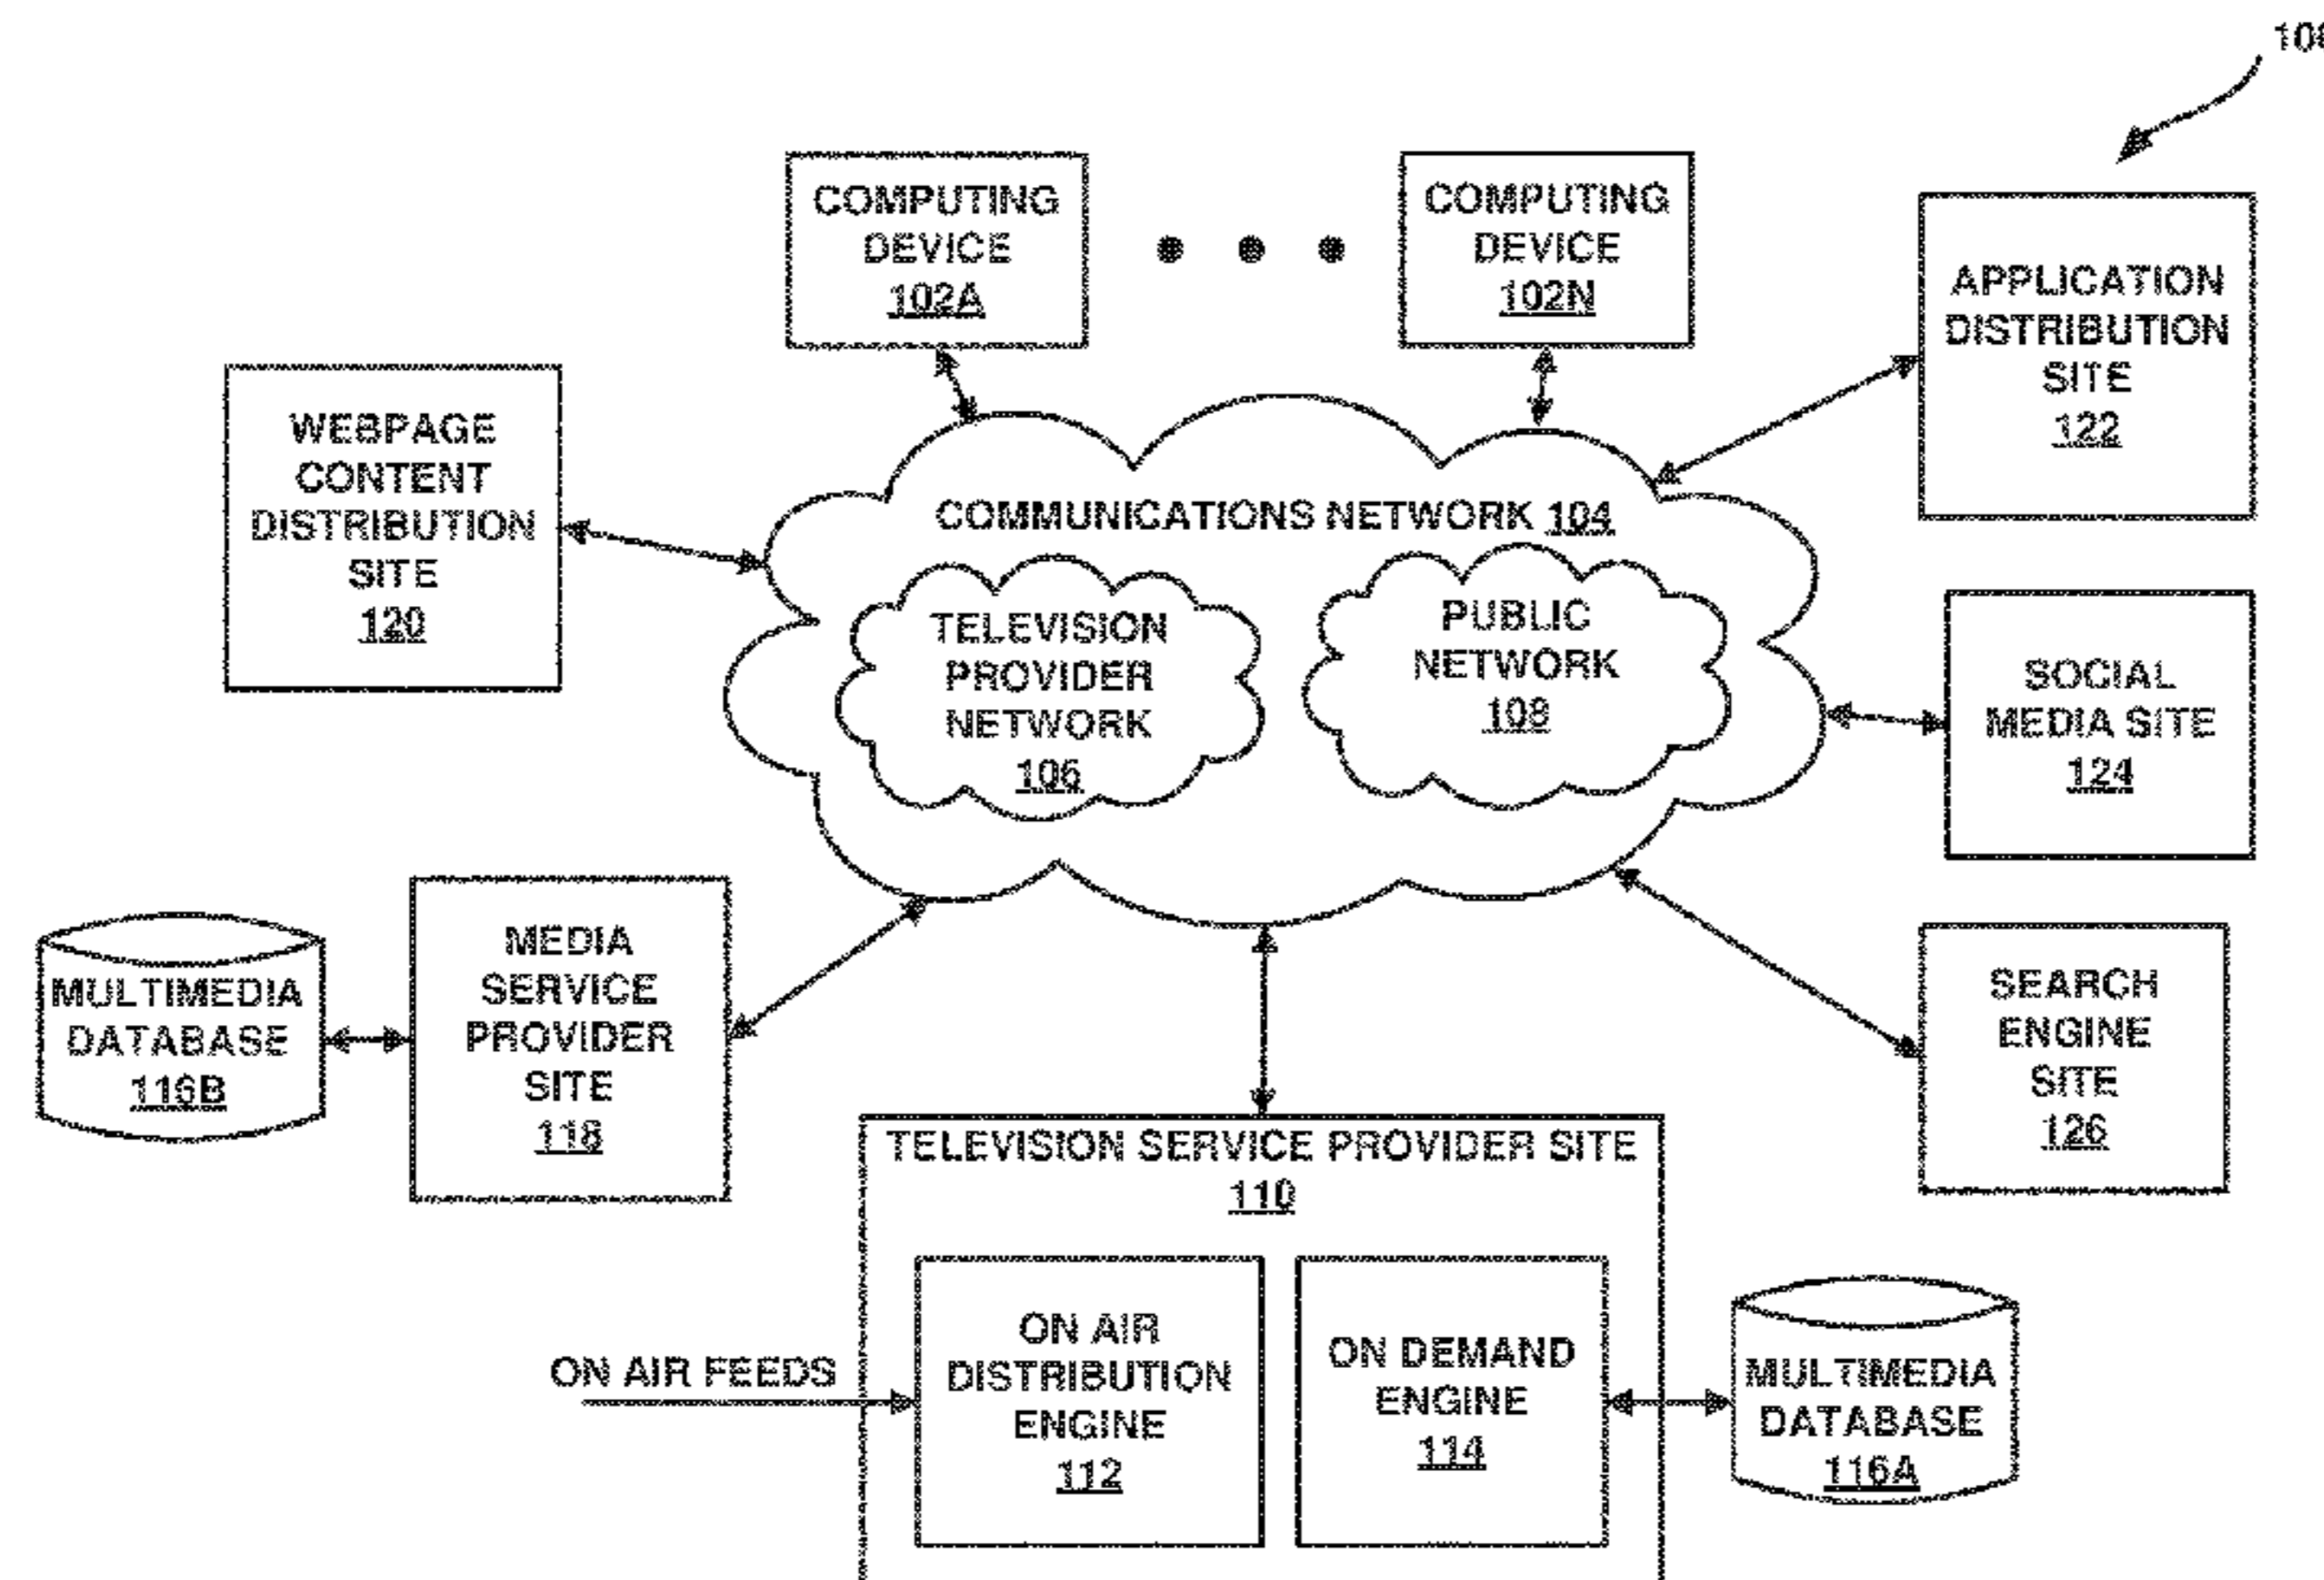 100
COMPUTING
DEVICE
102A
COMPUTING
DEVICE
102N
APPLICATION
DISTRIBUTION
SITE
122
WEBPAGE
CONTENT
DISTRIBUTION
SITE
120
COMMUNICATIONS NETWORK 104
TELEVISION
PROVIDER
NETWORK
106
PUBLIC
NETWORK
108
SOCIAL
MEDIA SITE
124
MULTIMEDIA
DATABASE
116B
MEDIA
SERVICE
PROVIDER
SITE
118
SEARCH
ENGINE
SITE
126
TELEVISION SERVICE PROVIDER SITE
110
ON AIR FEEDS
ON AIR
DISTRIBUTION
ENGINE
112
ON DEMAND
ENGINE
114
MULTIMEDIA
DATABASE
116A